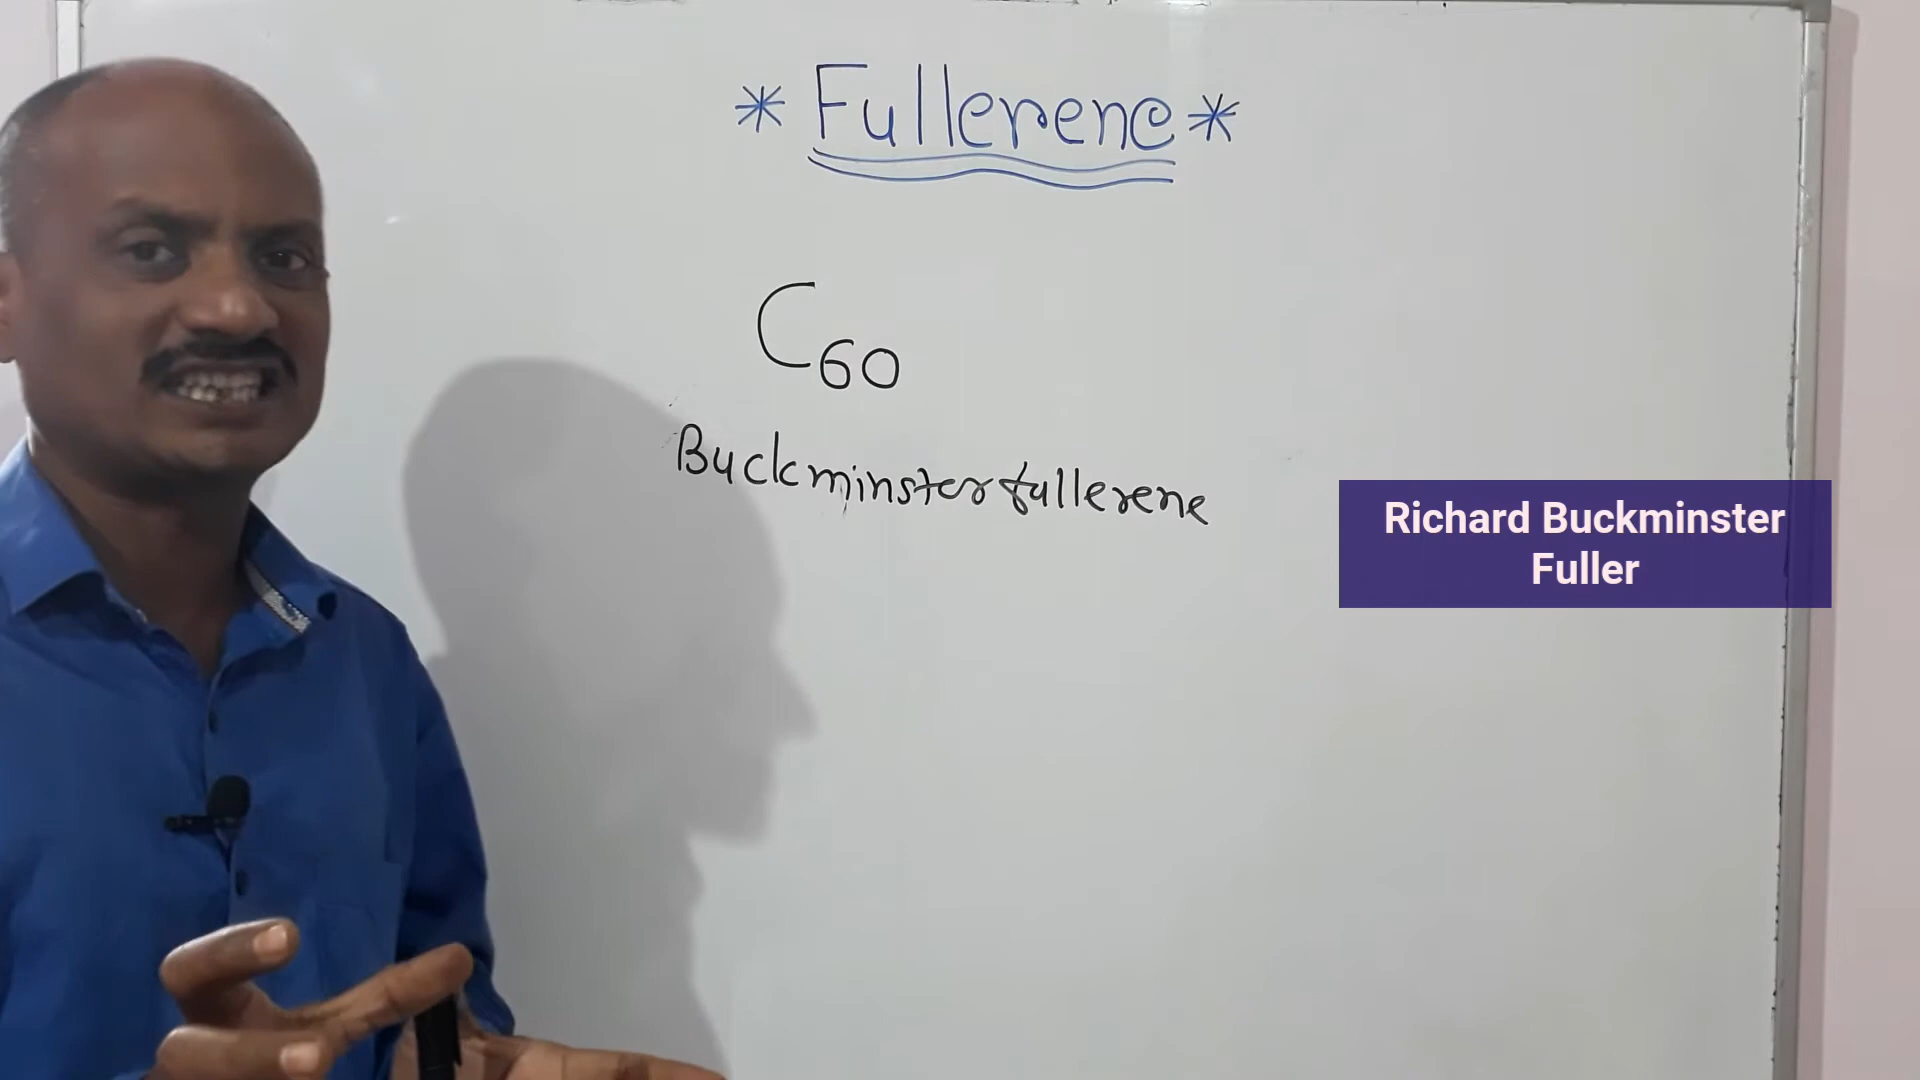 * Fullerene *
C60
Buckminsterfullerene
Richard Buckminster
Fuller